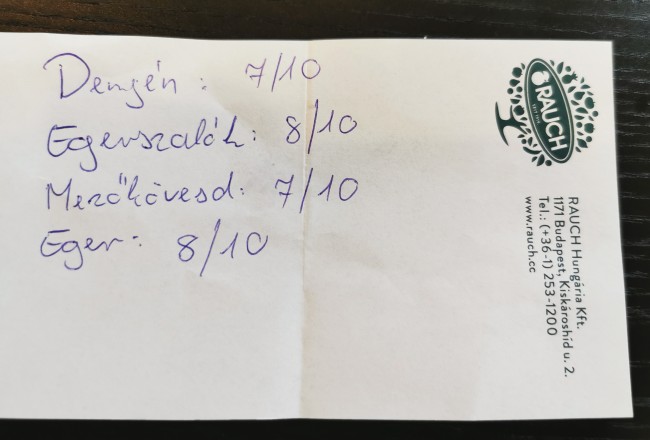 Demjén: 7/10
Egerszalók: 8/10
Mezőkövesd: 7/10
Eger: 8/10
RAUCH
RAUCH Hungária Kft.
1171 Budapest, Kiskároshíd u. 2.
Tel.: (+36-1) 253-1200
www.rauch.cc